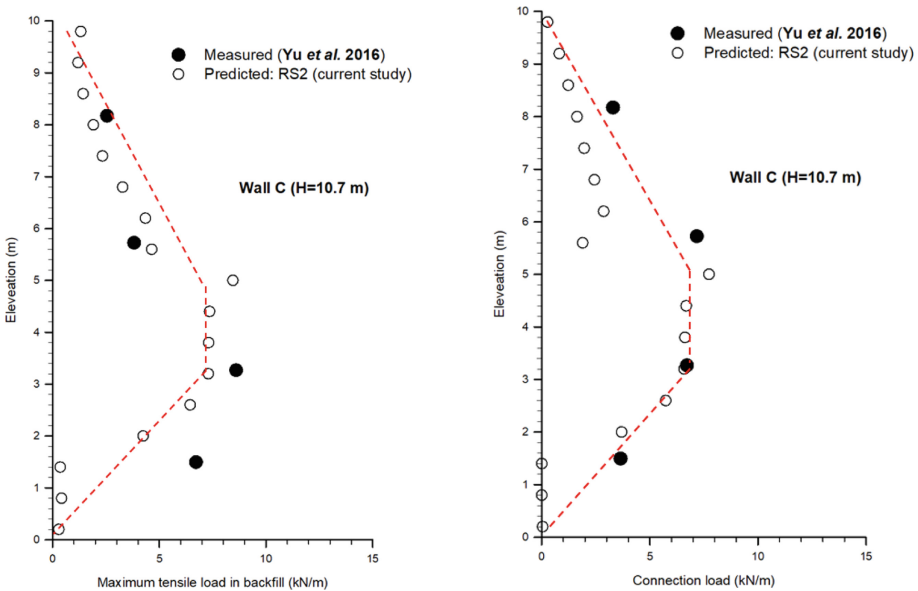 10
9
8
7
6
5
4
3
2
1
0
Eleveation (m)
Measured (Yu et al. 2016)
Predicted: RS2 (current study)
Wall C (H=10.7 m)
0 5 10 15
Maximum tensile load in backfill (kN/m)
10
9
8
7
6
5
4
3
2
1
0
Eleveation (m)
Measured (Yu et al. 2016)
Predicted: RS2 (current study)
Wall C (H=10.7 m)
0 5 10 15
Connection load (kN/m)